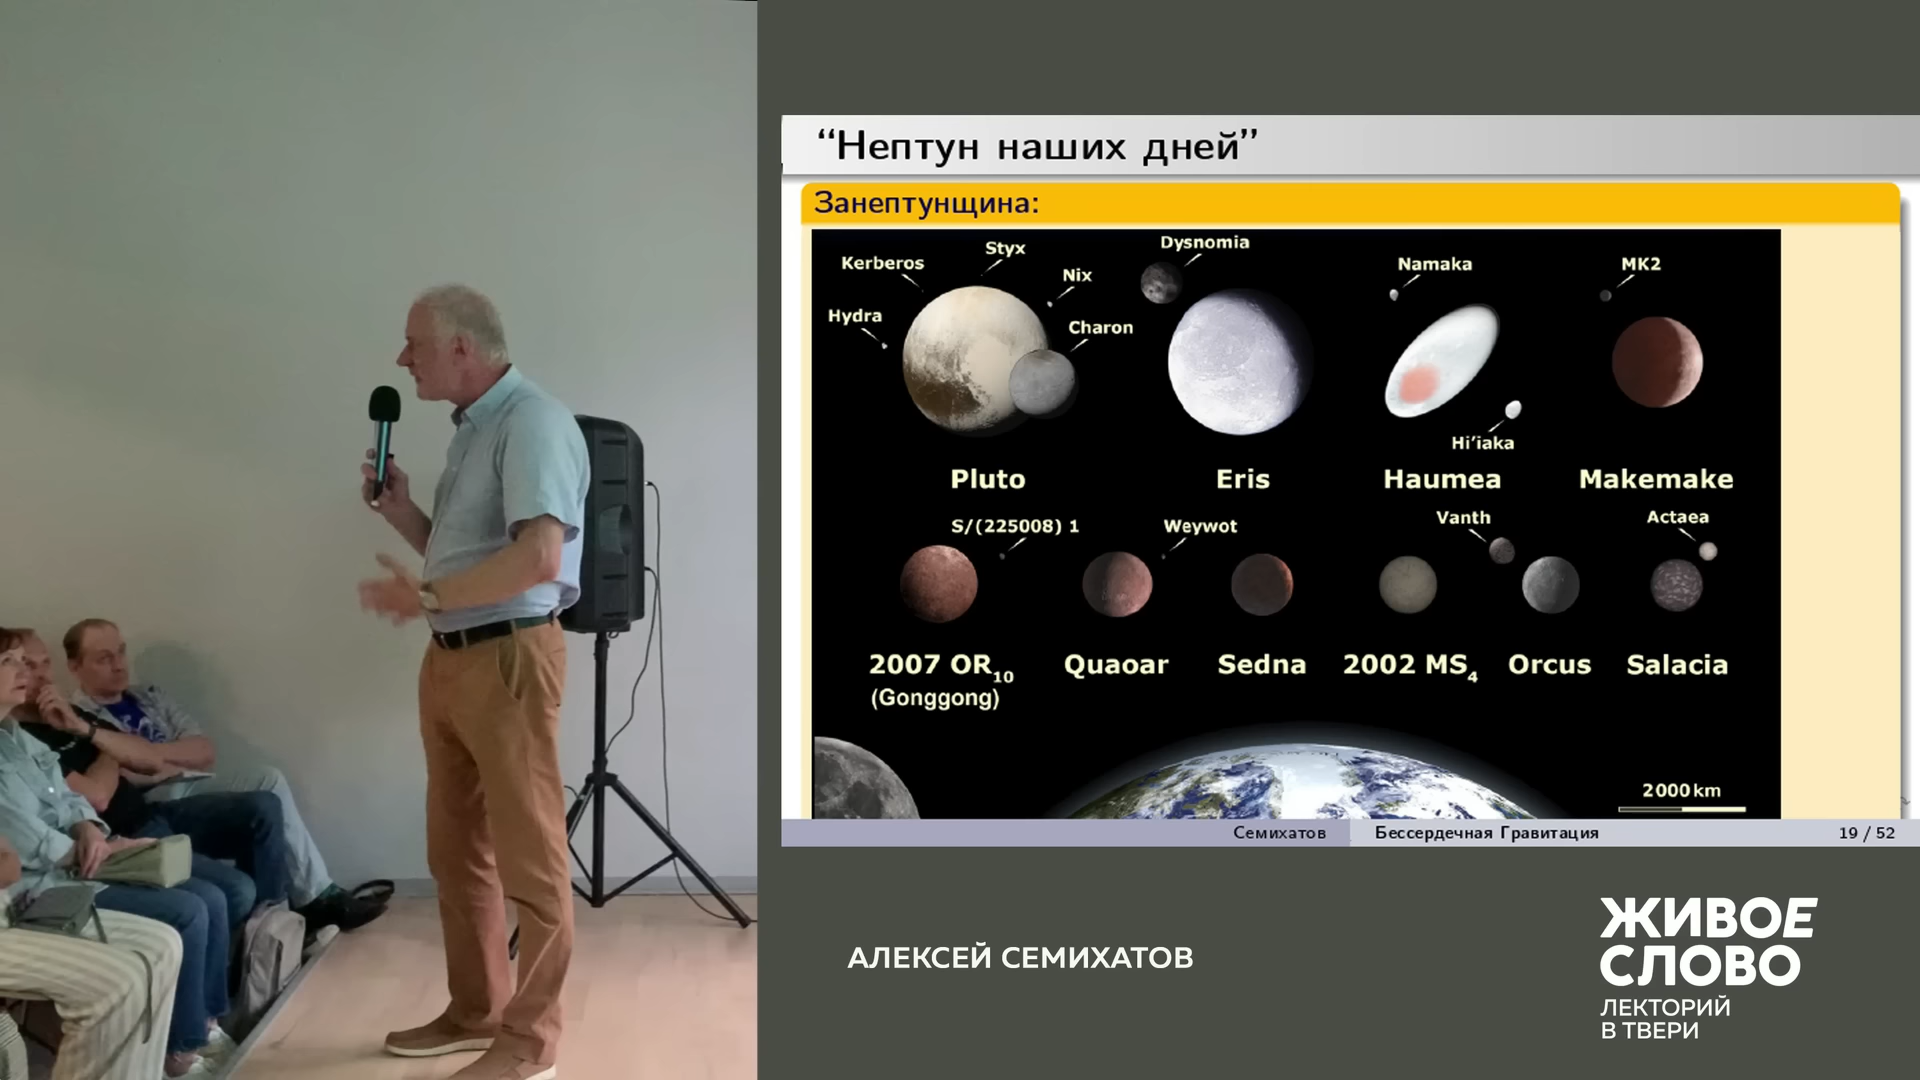 “Нептун наших дней”
Занептунщина:
Styx
Dysnomia
Kerberos
Nix
Namaka
MK2
Hydra
Charon
Hi’iaka
Pluto
Eris
Haumea
Makemake
S/(225008) 1
Weywot
Vanth
Actaea
2007 OR10
(Gonggong)
Quaoar
Sedna
2002 MS4
Orcus
Salacia
2000 km
Семихатов
Бессердечная Гравитация
19 / 52
АЛЕКСЕЙ СЕМИХАТОВ
ЖИВОЕ
СЛОВО
ЛЕКТОРИЙ
В ТВЕРИ